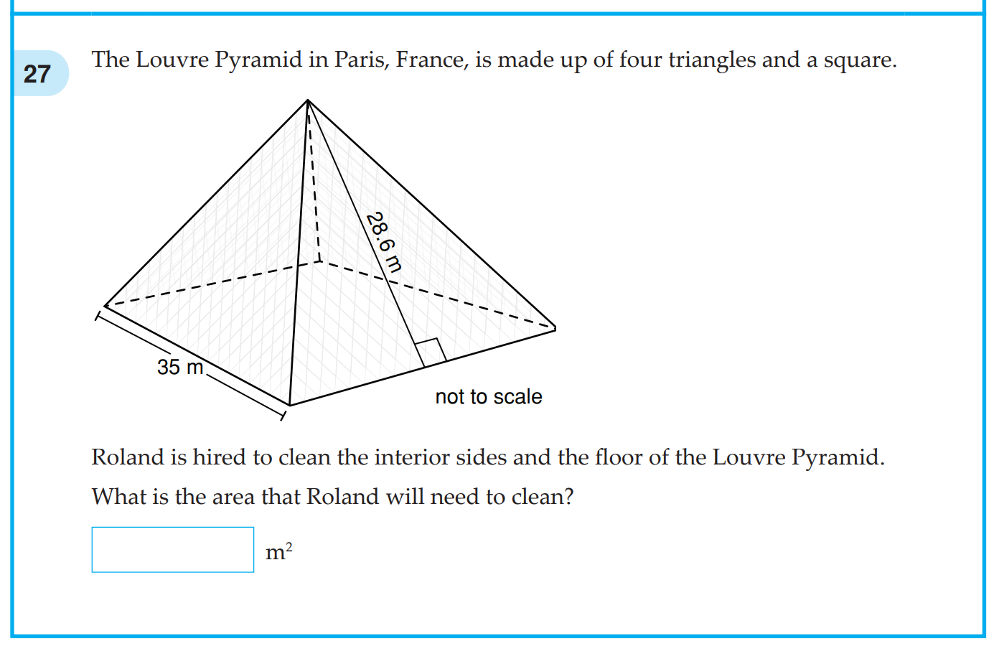 27
The Louvre Pyramid in Paris, France, is made up of four triangles and a square.
28.6 m
35 m
not to scale
Roland is hired to clean the interior sides and the floor of the Louvre Pyramid.
What is the area that Roland will need to clean?
m²